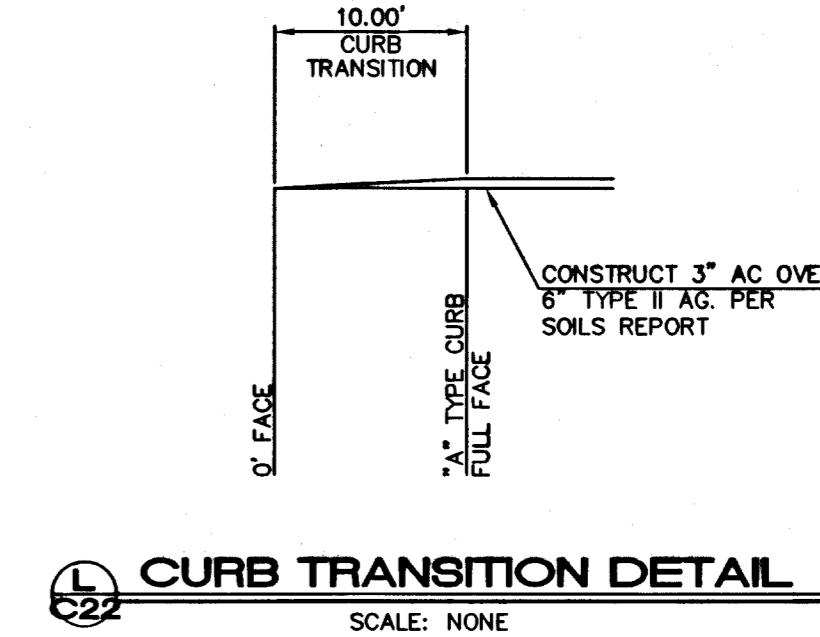 10.00'
CURB
TRANSITION
CONSTRUCT 3" AC OVE
6" TYPE II AG. PER
SOILS REPORT
0' FACE
"A" TYPE CURB
FULL FACE
L
C22
CURB TRANSITION DETAIL
SCALE: NONE